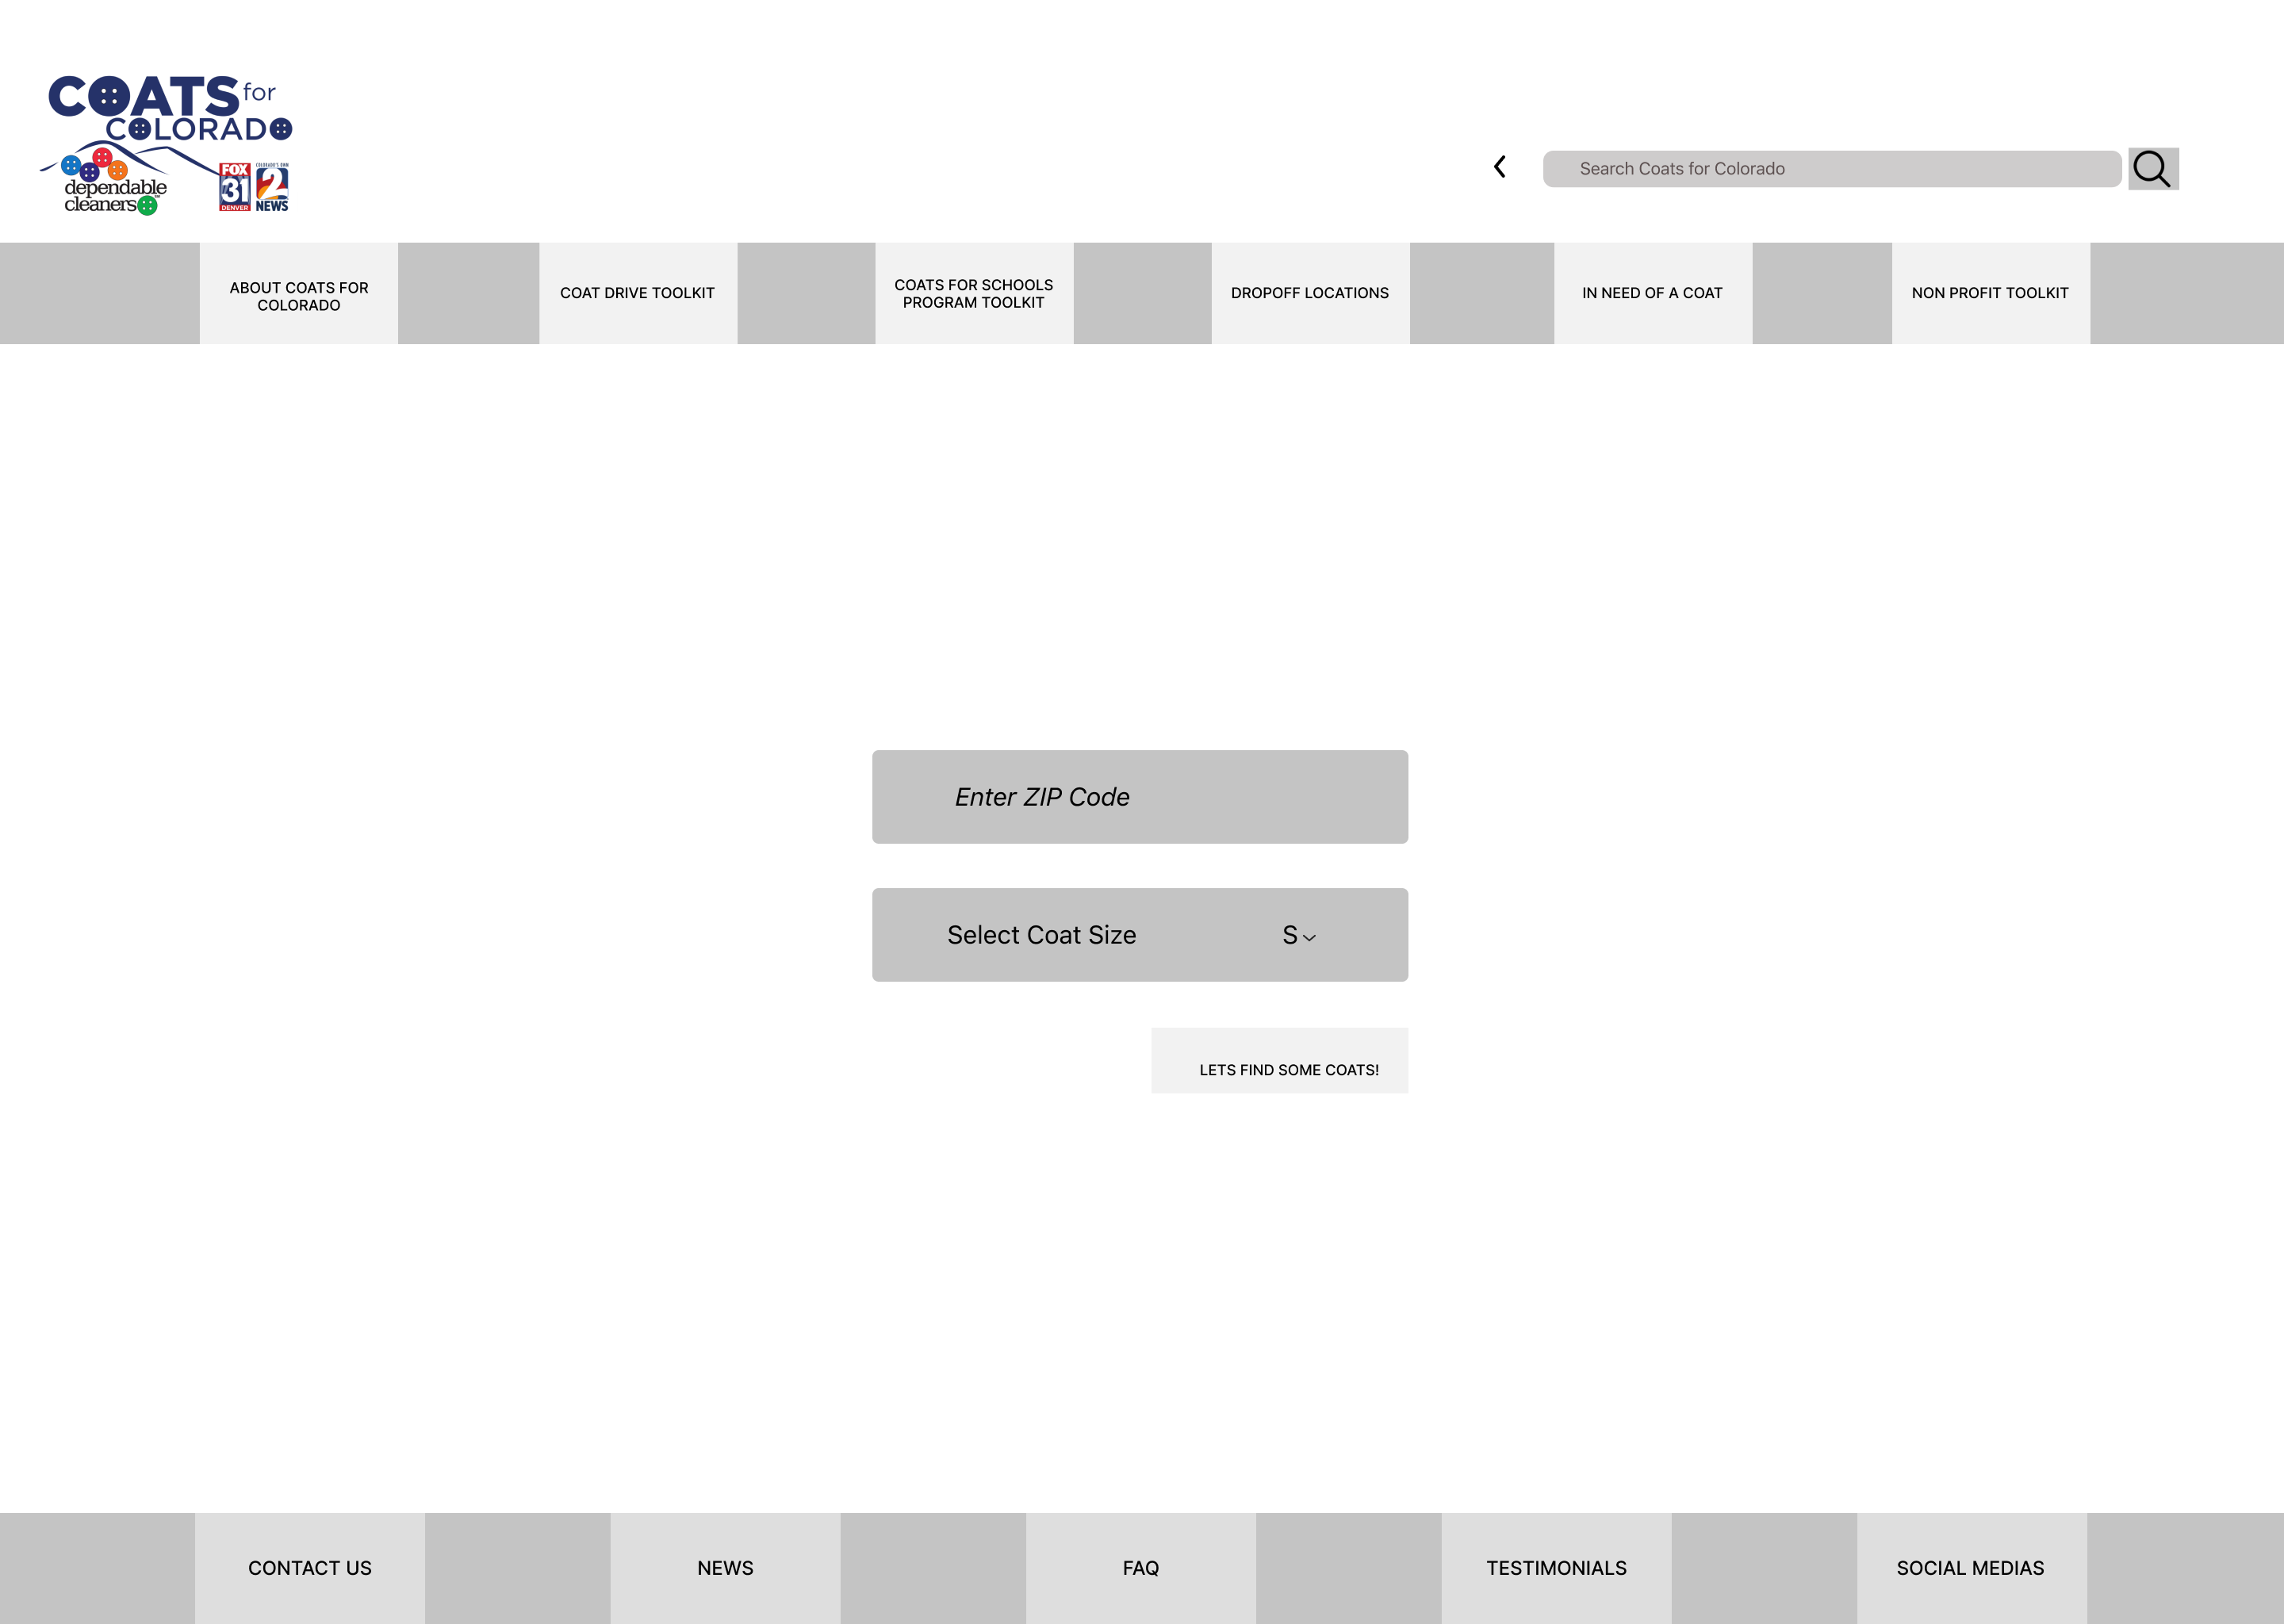 COATS for
COLORADO
dependable
cleaners
FOX
31
DENVER
COLORADO'S OWN
2
NEWS
Search Coats for Colorado
ABOUT COATS FOR
COLORADO
COAT DRIVE TOOLKIT
COATS FOR SCHOOLS
PROGRAM TOOLKIT
DROPOFF LOCATIONS
IN NEED OF A COAT
NON PROFIT TOOLKIT
Enter ZIP Code
Select Coat Size S
LETS FIND SOME COATS!
CONTACT US
NEWS
FAQ
TESTIMONIALS
SOCIAL MEDIAS